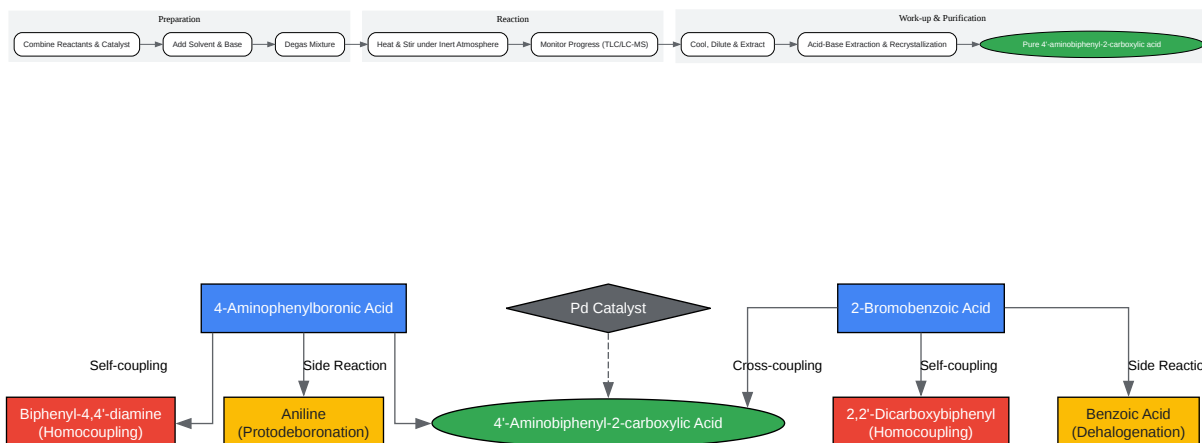 Preparation
Reaction
Work-up & Purification
Combine Reactants & Catalyst
Add Solvent & Base
Degas Mixture
Heat & Stir under Inert Atmosphere
Monitor Progress (TLC/LC-MS)
Cool, Dilute & Extract
Acid-Base Extraction & Recrystallization
Pure 4'-aminobiphenyl-2-carboxylic acid
4-Aminophenylboronic Acid
Pd Catalyst
2-Bromobenzoic Acid
Self-coupling
Side Reaction
Cross-coupling
Self-coupling
Side Reactio
Biphenyl-4,4'-diamine
(Homocoupling)
Aniline
(Protodeboronation)
4'-Aminobiphenyl-2-carboxylic Acid
2,2'-Dicarboxybiphenyl
(Homocoupling)
Benzoic Acid
(Dehalogenation)